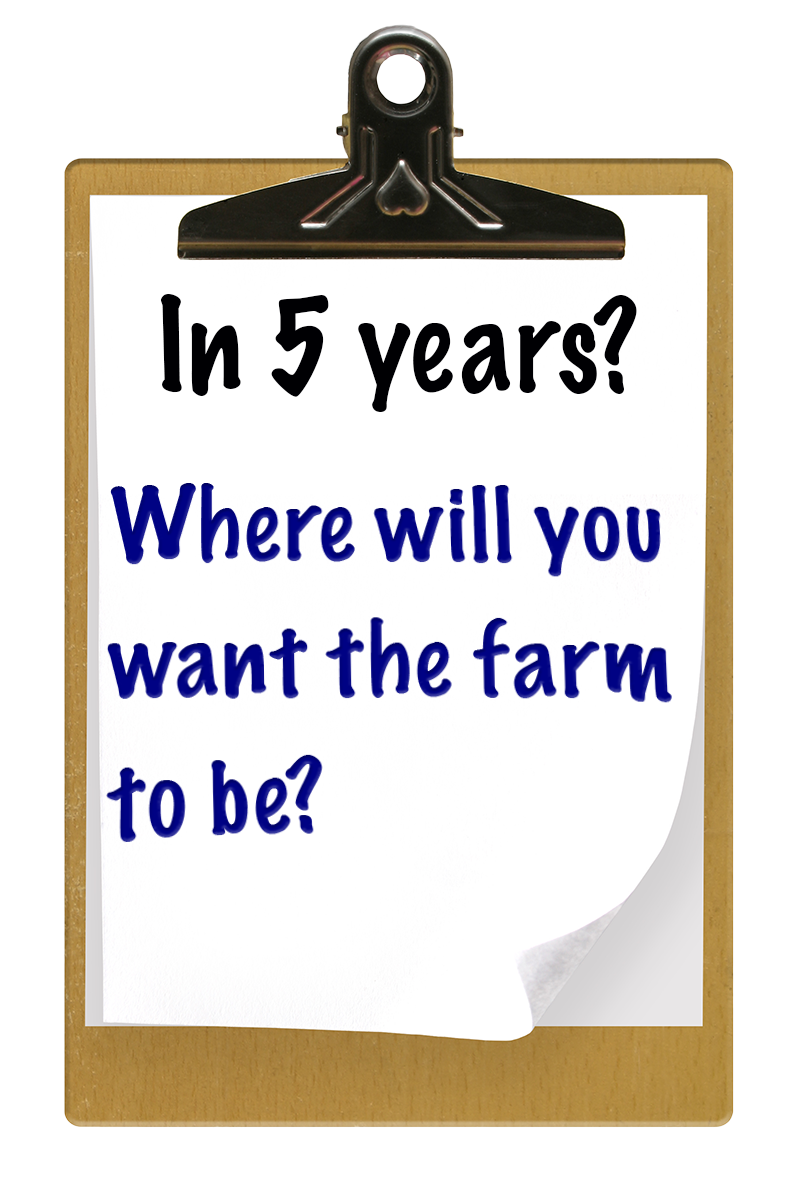 In 5 years?
Where will you
want the farm
to be?